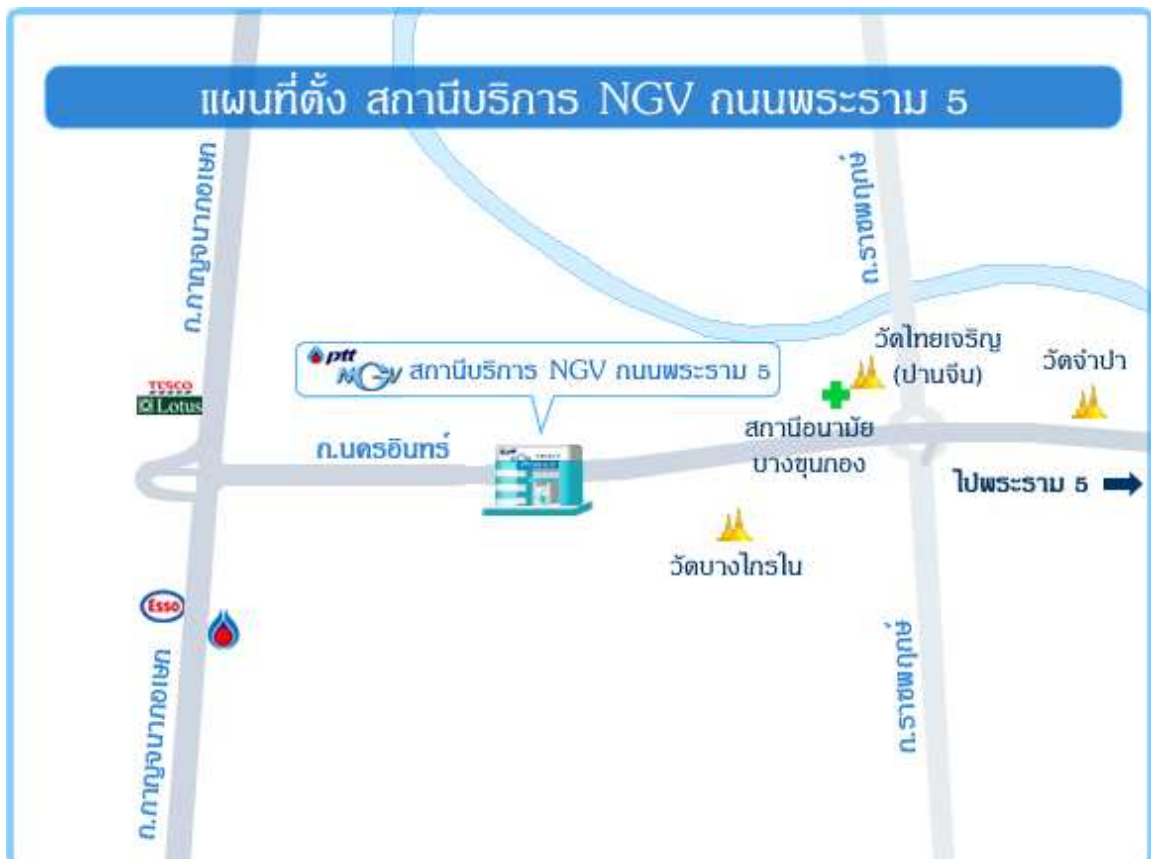 แผนที่ตั้ง สถานีบริการ NGV ถนนพระราม 5
ถ.กาญจนาภิเษก
ถ.ราชพฤกษ์
ptt
NGV สถานีบริการ NGV ถนนพระราม 5
วัดไทยเจริญ
(ปานจีน)
วัดจำปา
TESCO
Lotus
ถ.นครอินทร์
สถานีอนามัย
บางขุนกอง
ไปพระราม 5
วัดบางไกรใน
Esso
ถ.กาญจนาภิเษก
ถ.ราชพฤกษ์